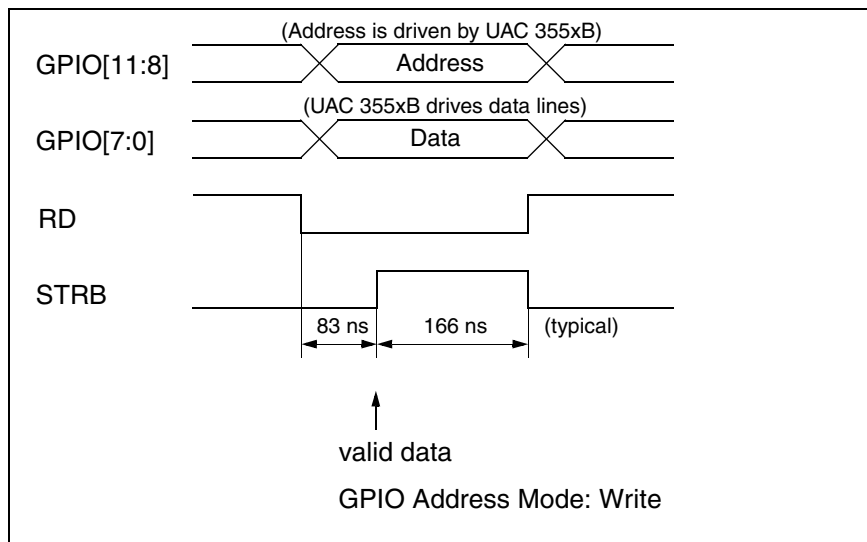 (Address is driven by UAC 355xB)
GPIO[11:8]
Address
(UAC 355xB drives data lines)
GPIO[7:0]
Data
RD
STRB
83 ns
166 ns
(typical)
valid data
GPIO Address Mode: Write